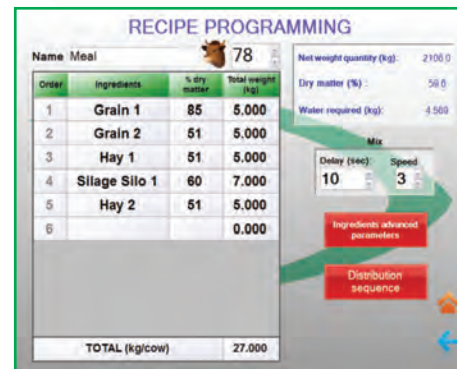 RECIPE PROGRAMMING
Name Meal 78
Net weight quantity (kg): 2106.0
Dry matter (%) : 59.6
Water required (kg): 4.569
Order Ingredients % dry matter Total weight (kg)
1 Grain 1 85 5.000
2 Grain 2 51 5.000
3 Hay 1 51 5.000
4 Silage Silo 1 60 7.000
5 Hay 2 51 5.000
6 0.000
TOTAL (kg/cow) 27.000
Mix
Delay (sec): Speed
10 3
Ingredients advanced
parameters
Distribution
sequence